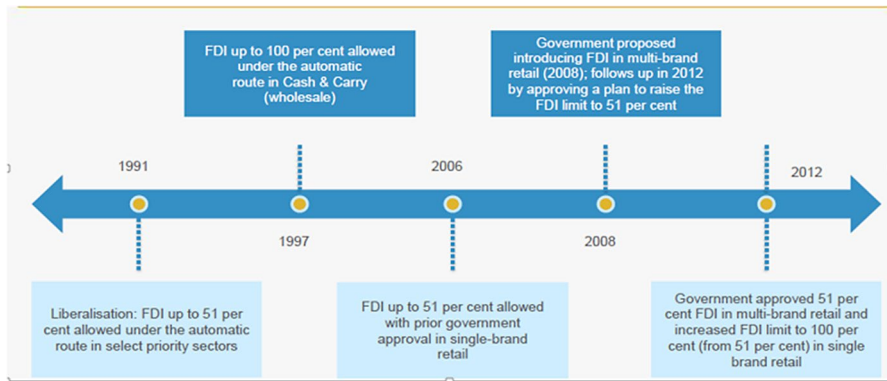 FDI up to 100 per cent allowed
under the automatic
route in Cash & Carry
(wholesale)
Government proposed
introducing FDI in multi-brand
retail (2008); follows up in 2012
by approving a plan to raise the
FDI limit to 51 per cent
1991
2006
2012
1997
2008
Liberalisation: FDI up to 51 per
cent allowed under the automatic
route in select priority sectors
FDI up to 51 per cent allowed
with prior government
approval in single-brand
retail
Government approved 51 per
cent FDI in multi-brand retail and
increased FDI limit to 100 per
cent (from 51 per cent) in single
brand retail